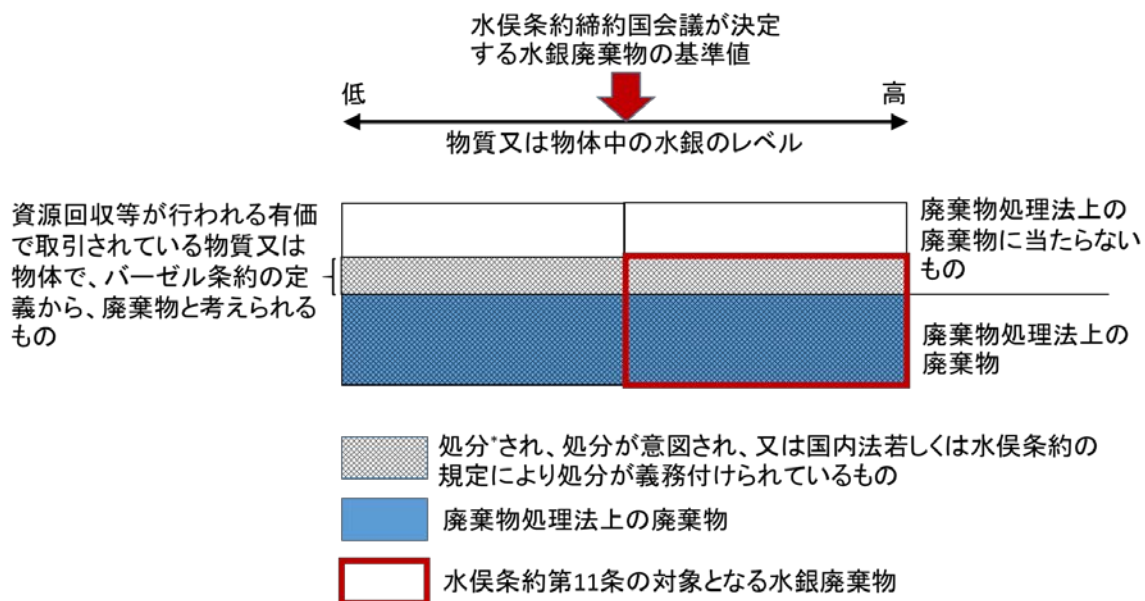 水俣条約締約国会議が決定
する水銀廃棄物の基準値
低
高
物質又は物体中の水銀のレベル
資源回収等が行われる有価
で取引されている物質又は
物体で、バーゼル条約の定
義から、廃棄物と考えられる
もの
廃棄物処理法上の
廃棄物に当たらない
もの
廃棄物処理法上の
廃棄物
処分*され、処分が意図され、又は国内法若しくは水俣条約の
規定により処分が義務付けられているもの
廃棄物処理法上の廃棄物
水俣条約第11条の対象となる水銀廃棄物